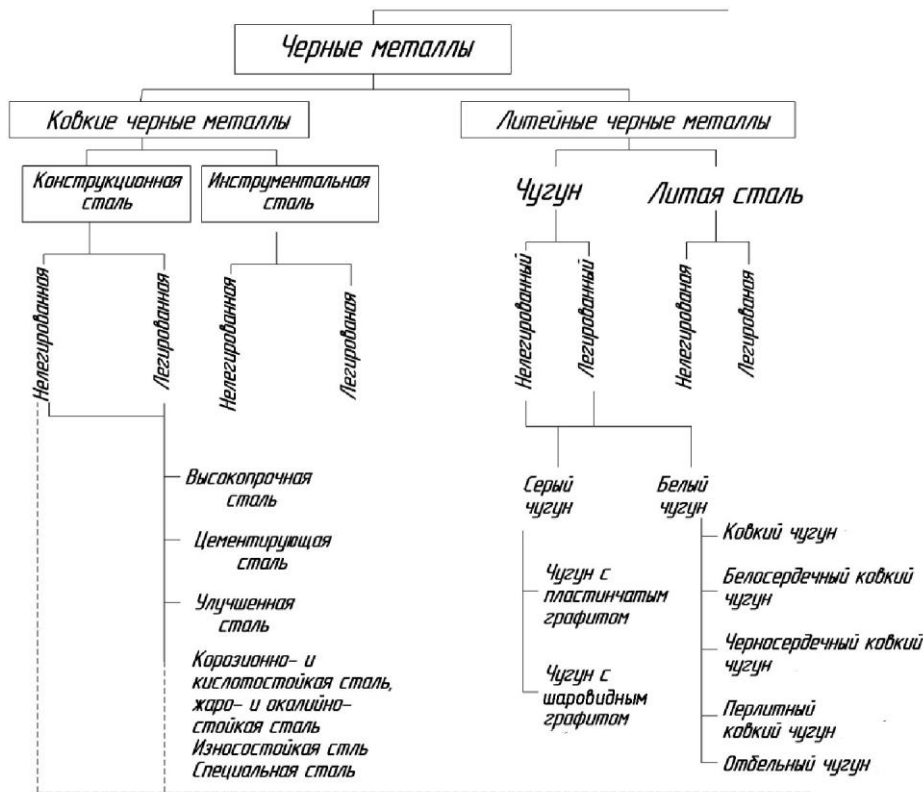 Черные металлы
Ковкие черные металлы
Литейные черные металлы
Конструкционная
сталь
Инструментальная
сталь
Чугун
Литая сталь
Нелегированная
Легированная
Нелегированная
Легированая
Нелегированный
Легированный
Нелегированая
Легированая
Высокопрочная
сталь
Цементирующая
сталь
Улучшенная
сталь
Коразионно- и
кислотостойкая сталь,
жаро- и окалийно-
стойкая сталь
Износостойкая стль
Специальная сталь
Серый
чугун
Чугун с
пластинчатым
графитом
Чугун с
шаровидным
графитом
Белый
чугун
Ковкий чугун
Белосердечный ковкий
чугун
Черносердечный ковкий
чугун
Перлитный
ковкий чугун
Отбельный чугун